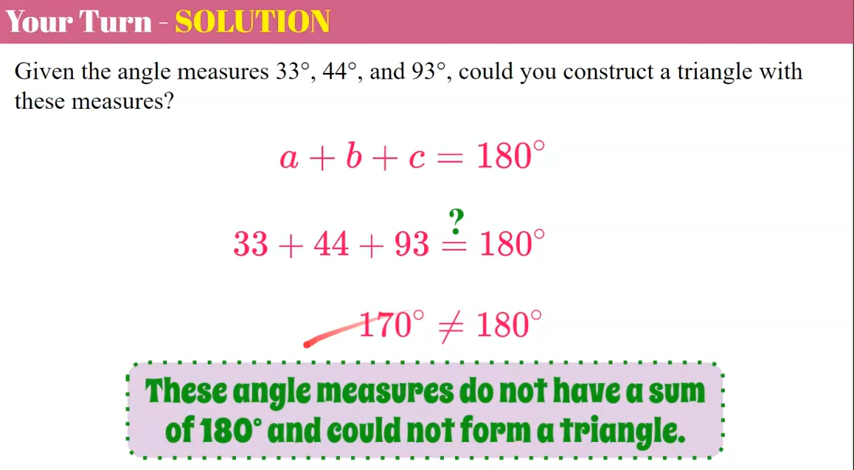 Your Turn - SOLUTION
Given the angle measures 33°, 44°, and 93°, could you construct a triangle with
these measures?
a + b + c = 180°
?
33 + 44 + 93 = 180°
170° ≠ 180°
These angle measures do not have a sum
of 180° and could not form a triangle.